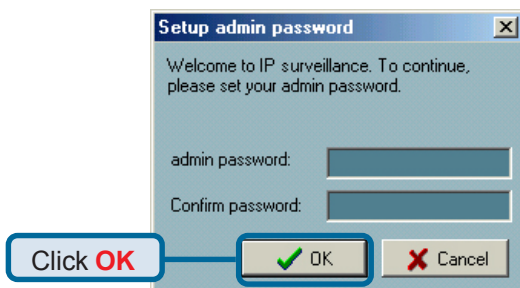 Setup admin password
Welcome to IP surveillance. To continue,
please set your admin password.
admin password:
Confirm password:
Click OK
OK
Cancel